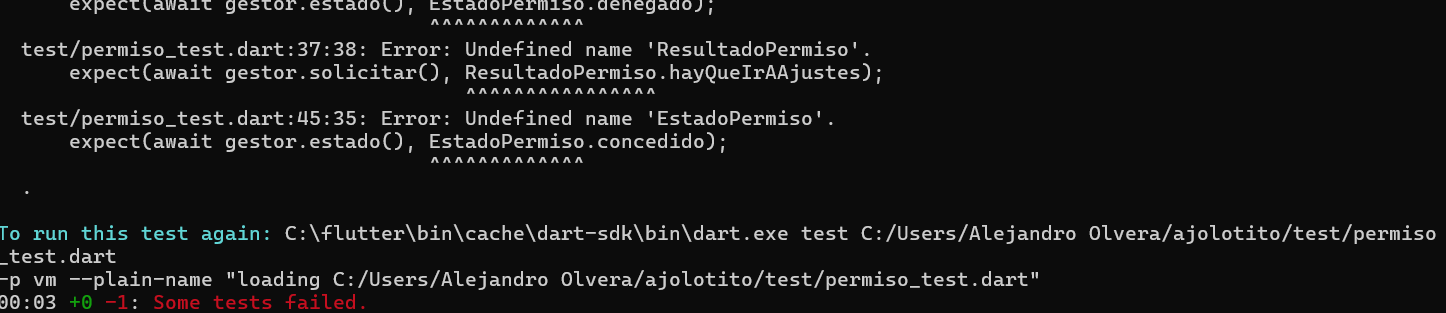 expect(await gestor.estado(), EstadoPermiso.denegado);
^^^^^^^^^^^^^
test/permiso_test.dart:37:38: Error: Undefined name 'ResultadoPermiso'.
expect(await gestor.solicitar(), ResultadoPermiso.hayQueIrAAjustes);
^^^^^^^^^^^^^^^^
test/permiso_test.dart:45:35: Error: Undefined name 'EstadoPermiso'.
expect(await gestor.estado(), EstadoPermiso.concedido);
^^^^^^^^^^^^^
.
To run this test again: C:\flutter\bin\cache\dart-sdk\bin\dart.exe test C:/Users/Alejandro Olvera/ajolotito/test/permiso
_test.dart
-p vm --plain-name "loading C:/Users/Alejandro Olvera/ajolotito/test/permiso_test.dart"
00:03 +0 -1: Some tests failed.